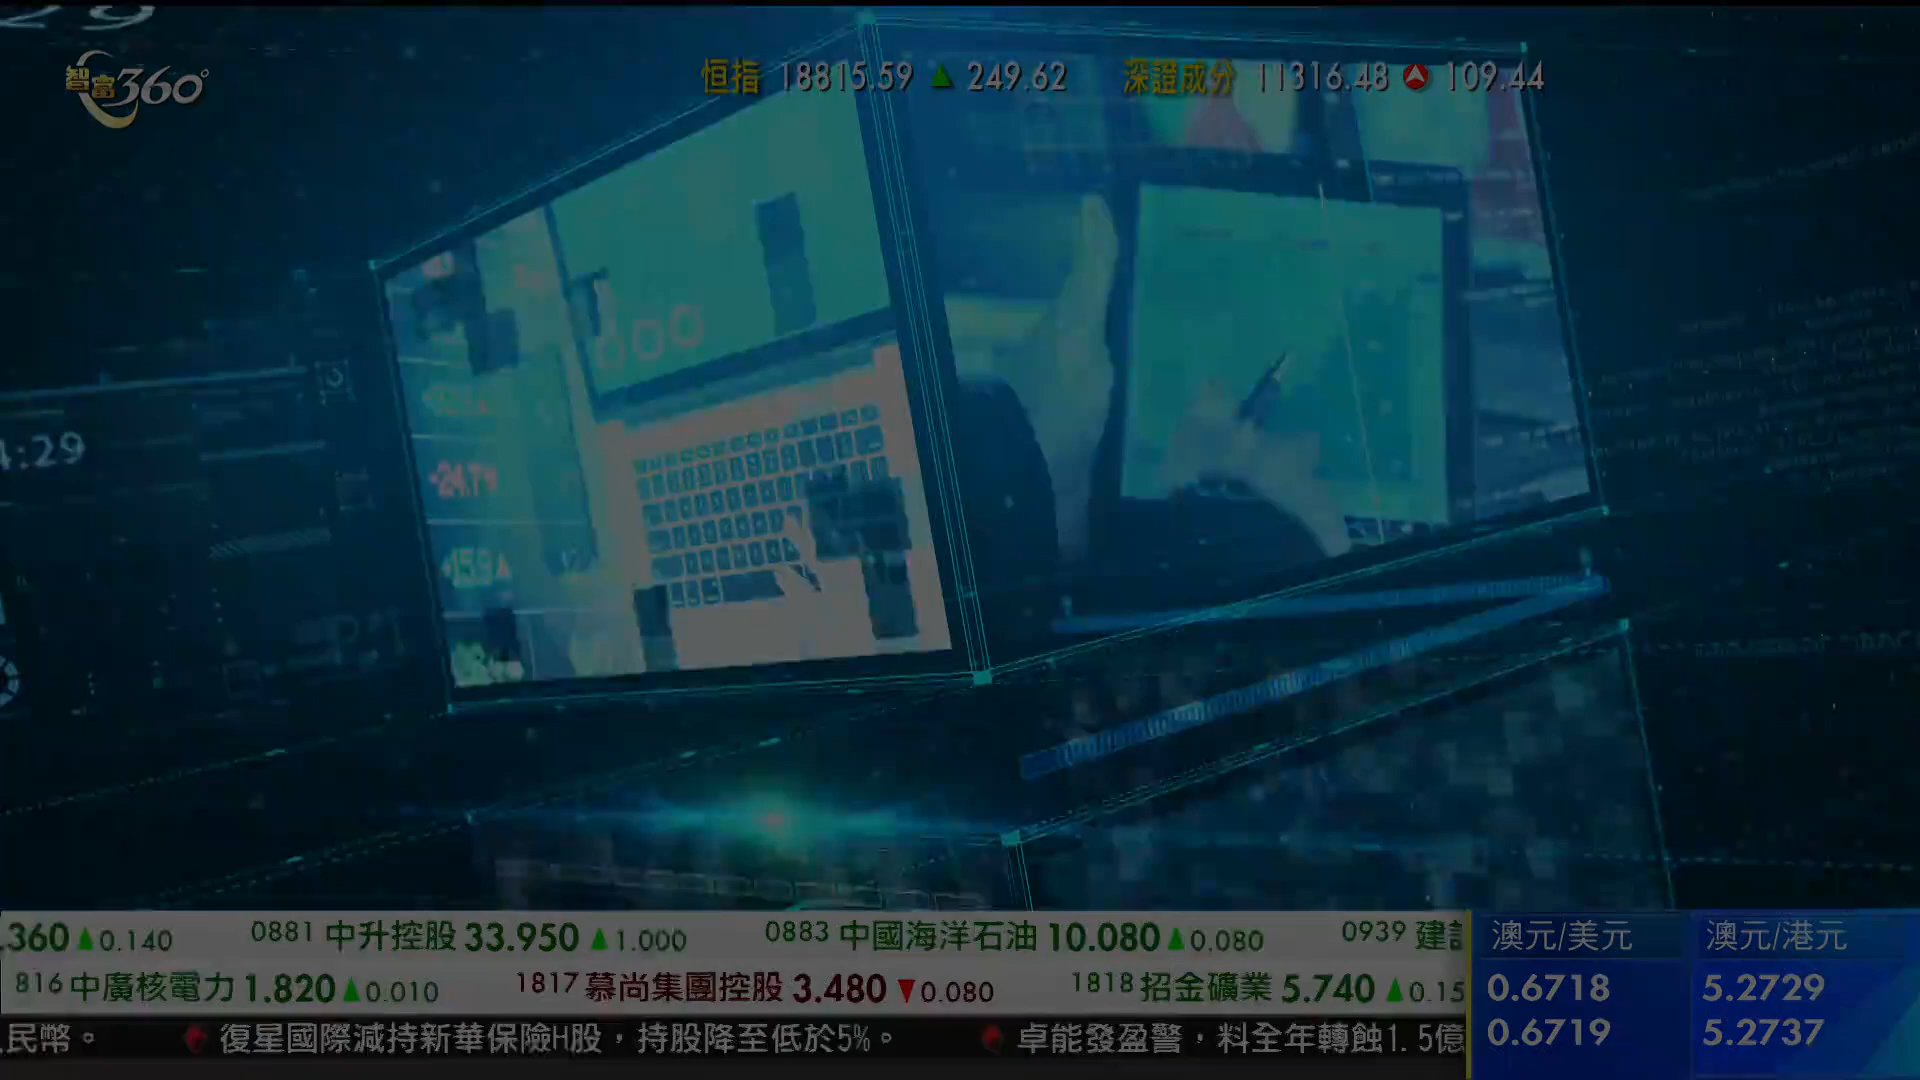 智富360°
恒指 18815.59 ▲ 249.62 深證成分 11316.48 109.44
4:29
.360 ▲0.140 0881 中升控股 33.950 ▲1.000 0883 中國海洋石油 10.080 ▲0.080 0939 建
816 中廣核電力 1.820 ▲0.010 1817 慕尚集團控股 3.480 ▼0.080 1818 招金礦業 5.740 ▲0.15
民幣。 復星國際減持新華保險H股，持股降至低於5%。 卓能發盈警，料全年轉蝕1.5億
澳元/美元
0.6718
0.6719
澳元/港元
5.2729
5.2737